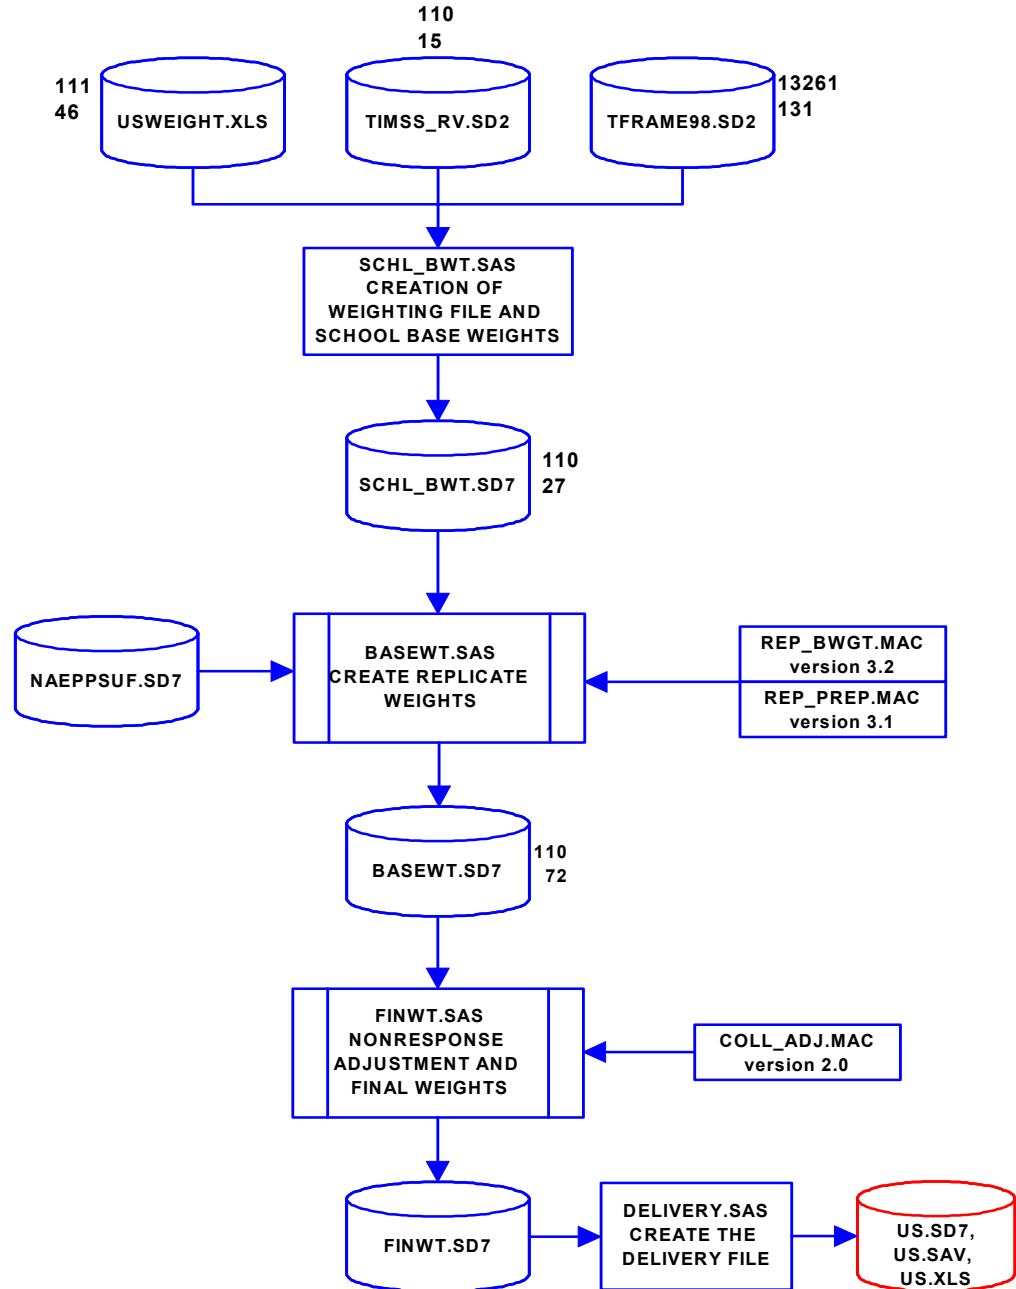 110
15
111
46
USWEIGHT.XLS
TIMSS_RV.SD2
TFRAME98.SD2
13261
131
SCHL_BWT.SAS
CREATION OF
WEIGHTING FILE AND
SCHOOL BASE WEIGHTS
SCHL_BWT.SD7
110
27
NAEPPSUF.SD7
BASEWT.SAS
CREATE REPLICATE
WEIGHTS
REP_BWGT.MAC
version 3.2
REP_PREP.MAC
version 3.1
BASEWT.SD7
110
72
FINWT.SAS
NONRESPONSE
ADJUSTMENT AND
FINAL WEIGHTS
COLL_ADJ.MAC
version 2.0
FINWT.SD7
DELIVERY.SAS
CREATE THE
DELIVERY FILE
US.SD7,
US.SAV,
US.XLS